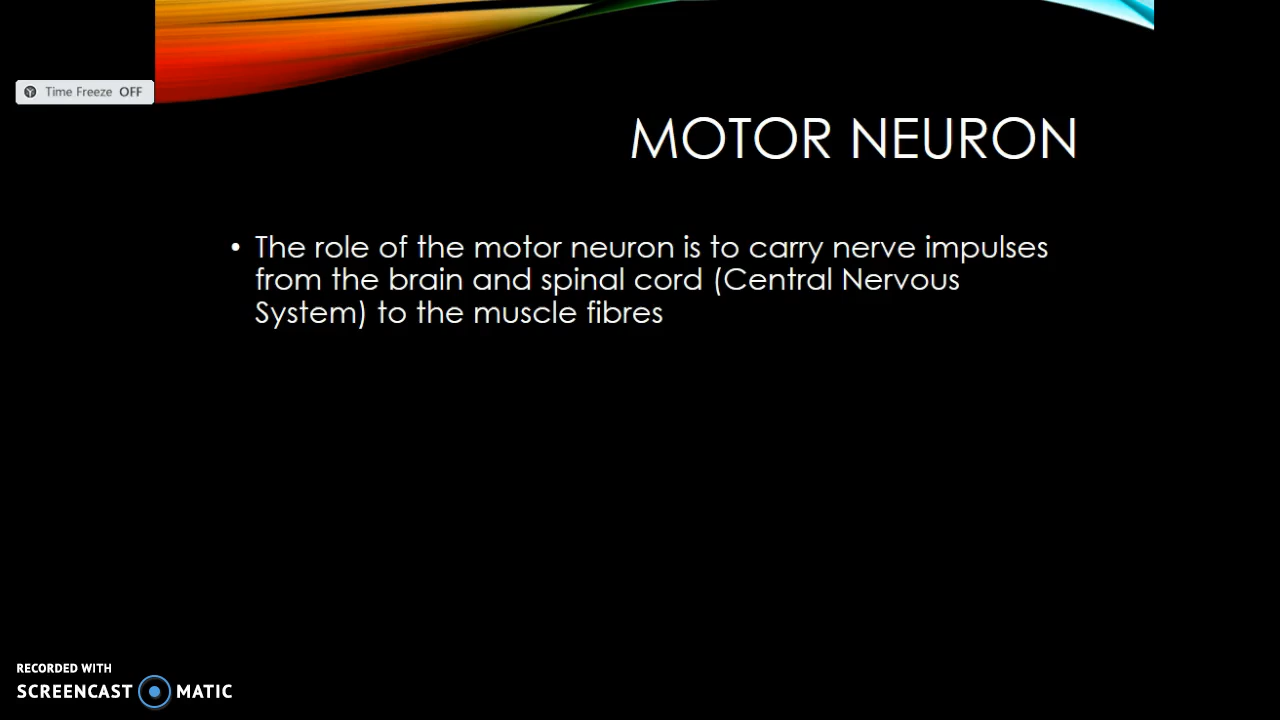 Time Freeze OFF
MOTOR NEURON
• The role of the motor neuron is to carry nerve impulses
from the brain and spinal cord (Central Nervous
System) to the muscle fibres
RECORDED WITH
SCREENCAST MATIC